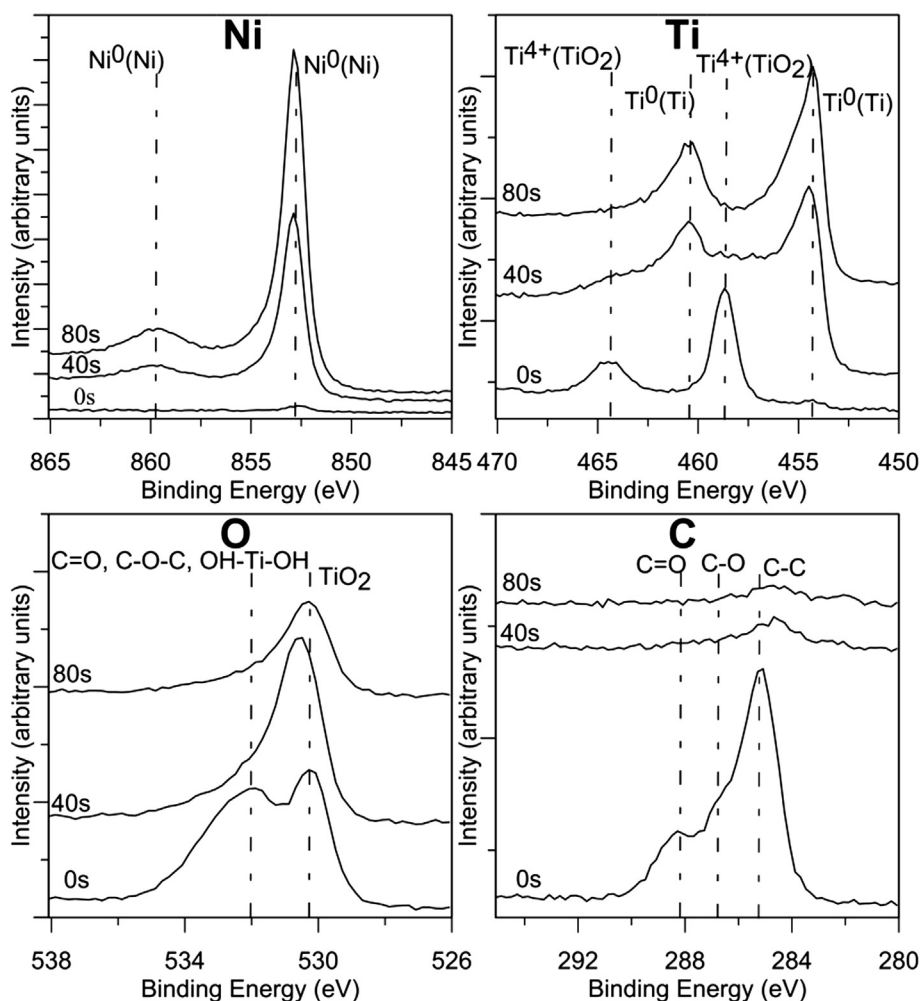 Ni
Ni0(Ni)
Ni0(Ni)
80s
40s
0s
Intensity (arbitrary units)
865 860 855 850 845
Binding Energy (eV)
Ti
Ti4+(TiO2)
Ti4+(TiO2)
Ti0(Ti)
Ti0(Ti)
80s
40s
0s
Intensity (arbitrary units)
470 465 460 455 450
Binding Energy (eV)
O
C=O, C-O-C, OH-Ti-OH
TiO2
80s
40s
0s
Intensity (arbitrary units)
538 534 530 526
Binding Energy (eV)
C
C=O C-O C-C
80s
40s
0s
Intensity (arbitrary units)
292 288 284 280
Binding Energy (eV)